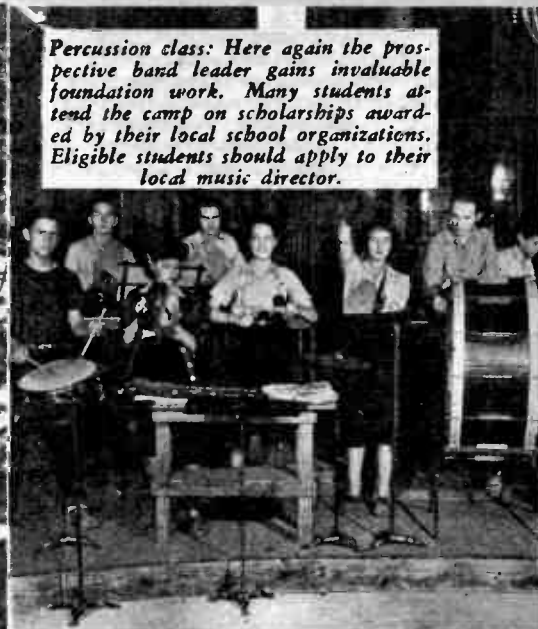 Percussion class: Here again the pros-
pective band leader gains invaluable
foundation work. Many students at-
tend the camp on scholarships award-
ed by their local school organizations.
Eligible students should apply to their
local music director.